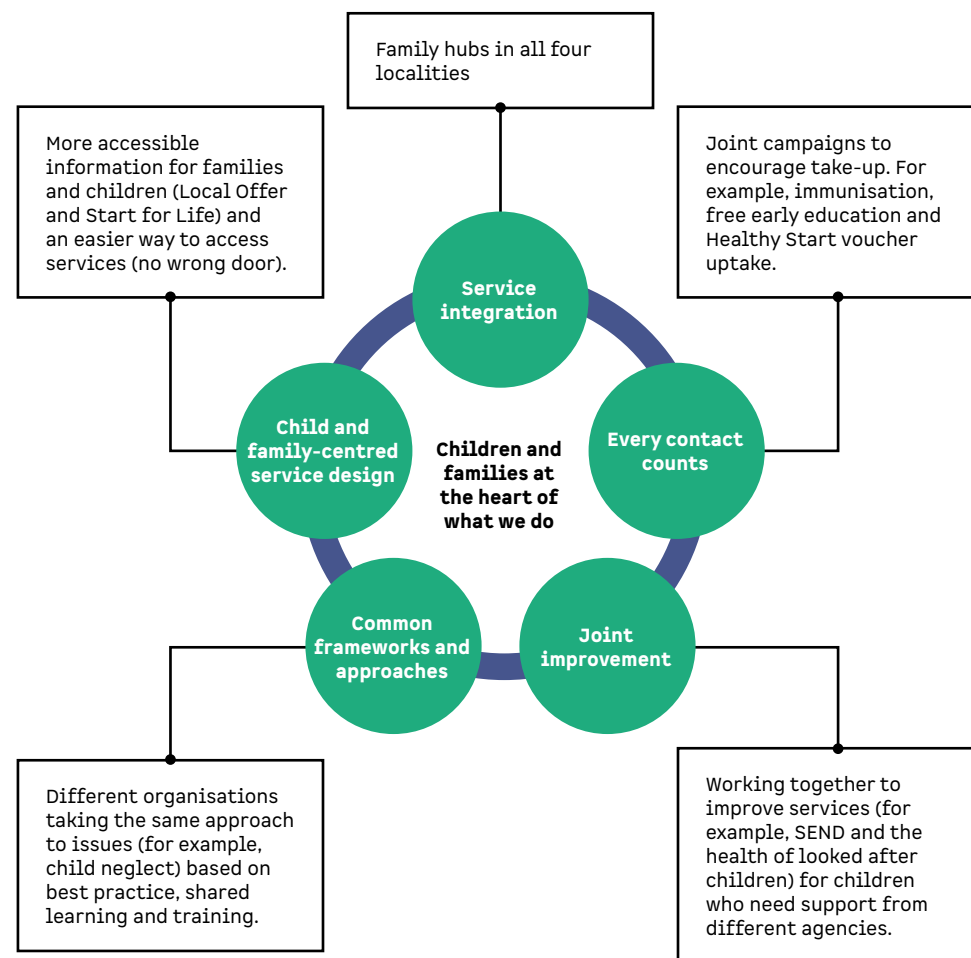 Family hubs in all four
localities
More accessible
information for families
and children (Local Offer
and Start for Life) and
an easier way to access
services (no wrong door).
Joint campaigns to
encourage take-up. For
example, immunisation,
free early education and
Healthy Start voucher
uptake.
Service
integration
Child and
family-centred
service design
Children and
families at
the heart of
what we do
Every contact
counts
Common
frameworks and
approaches
Joint
improvement
Different organisations
taking the same approach
to issues (for example,
child neglect) based on
best practice, shared
learning and training.
Working together to
improve services (for
example, SEND and the
health of looked after
children) for children
who need support from
different agencies.